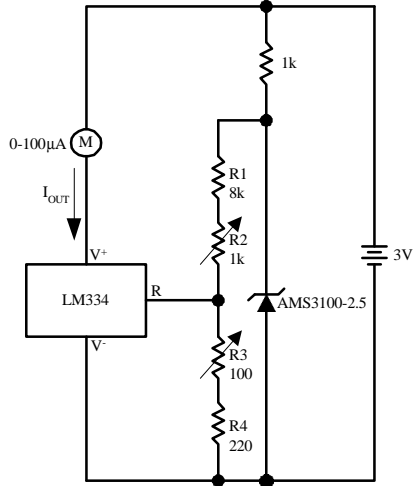 1k
0-100µA
M
I_OUT
R1
8k
R2
1k
V+
LM334
R
V-
3V
AMS3100-2.5
R3
100
R4
220